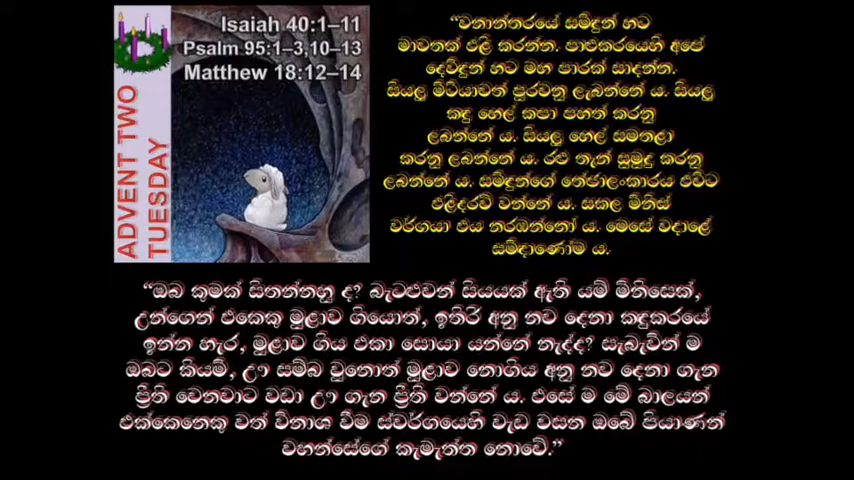 Isaiah 40:1–11
Psalm 95:1–3,10–13
Matthew 18:12–14
ADVENT TWO
TUESDAY
“වනාන්තරයේ සමිඳුන් හට
මාවතක් එළි කරන්න. පාළුකරයෙහි අපේ
දෙවිඳුන් හට මහ පාරක් සාදන්න.
සියලු මිටියාවත් පුරවනු ලැබන්නේ ය. සියලු
කඳු හෙල් කපා පහත් කරනු
ලබන්නේ ය. සියලු හෙල් සමතළා
කරනු ලබන්නේ ය. රළු තැන් සුමුදු කරනු
ලබන්නේ ය. සමිඳුන්ගේ තේජාලංකාරය එවිට
එළිදරව් වන්නේ ය. සකල මිනිස්
වර්ගයා එය නරඹන්නෝ ය. මෙසේ වදාළේ
සමිඳාණෝම ය.
“ඔබ කුමක් සිතන්නහු ද? බැටළුවන් සියයක් ඇති යම් මිනිසෙක්,
උන්ගෙන් එකෙකු මුළාව ගියොත්, ඉතිරි අනූ නව දෙනා කඳුකරයේ
ඉන්න හැර, මුළාව ගිය එකා සොයා යන්නේ නැද්ද? සැබැවින් ම
ඔබට කියමි, ඌ සම්බ වුනොත් මුළාව නොගිය අනූ නව දෙනා ගැන
ප්‍රීති වෙනවාට වඩා ඌ ගැන ප්‍රීති වන්නේ ය. එසේ ම මේ බාලයන්
එක්කෙනෙකු වත් විනාශ වීම ස්වර්ගයෙහි වැඩ වසන ඔබේ පියාණන්
වහන්සේගේ කැමැත්ත නොවේ.”